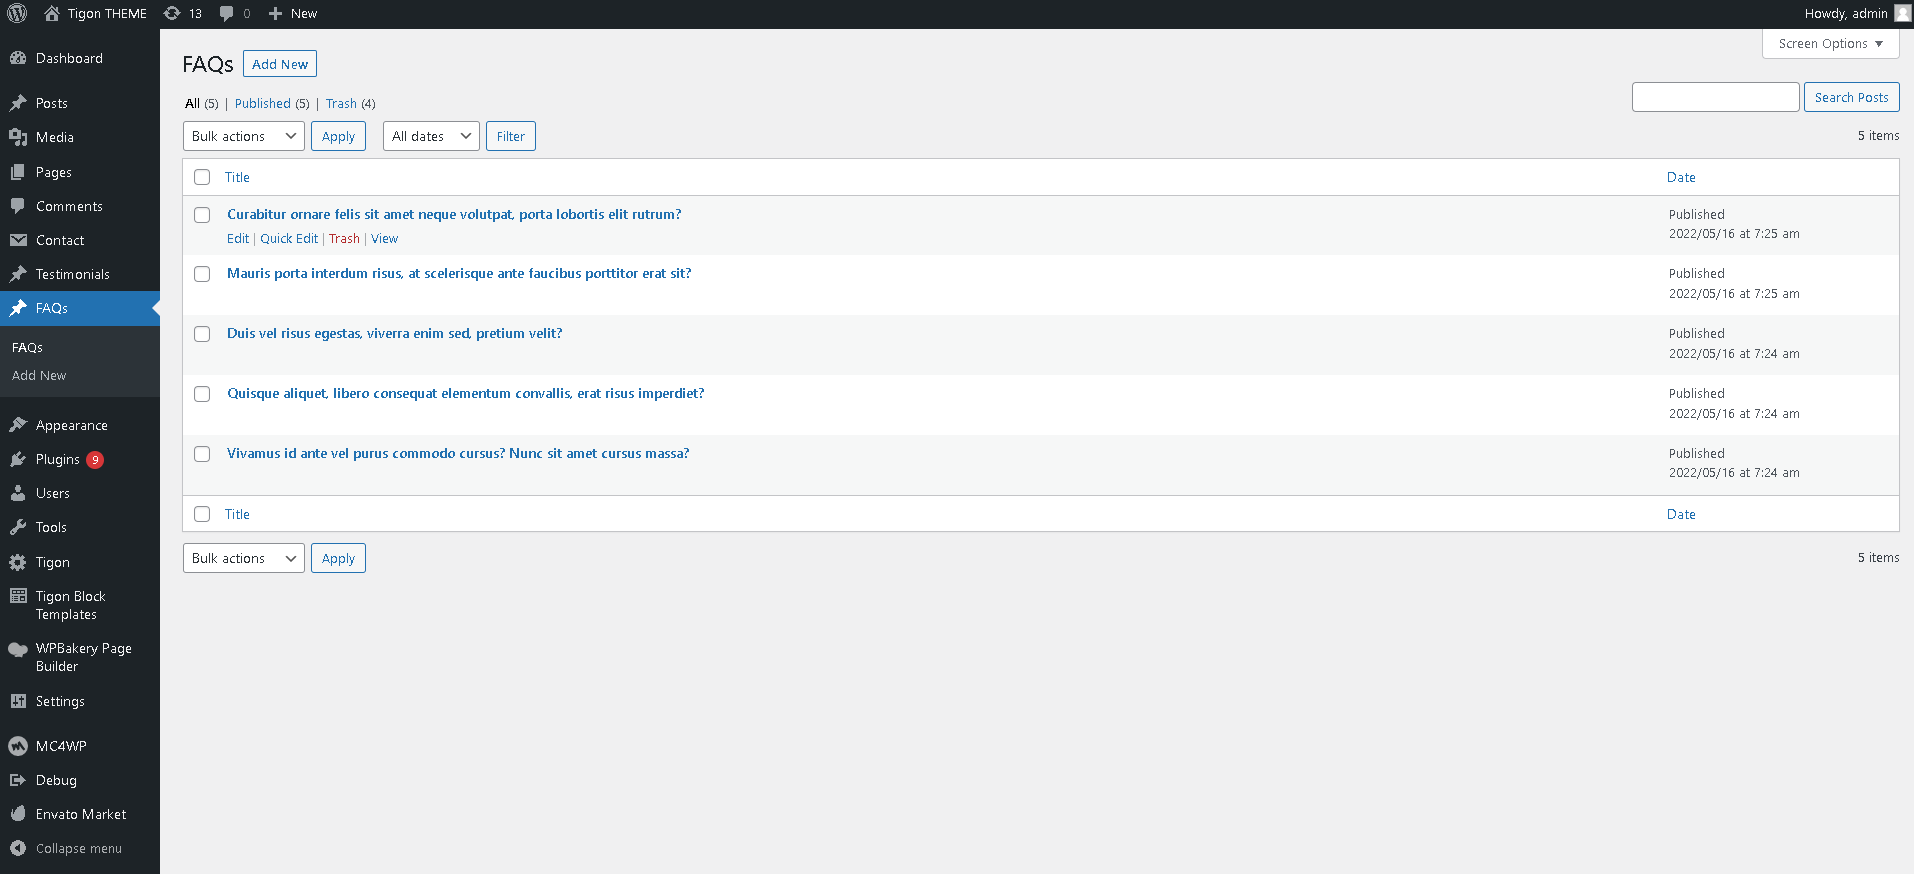 Tigon THEME 13 0 New Howdy, admin
Screen Options ▼
Dashboard
Posts
Media
Pages
Comments
Contact
Testimonials
FAQs
FAQs
Add New
Appearance
Plugins 9
Users
Tools
Tigon
Tigon Block
Templates
WPBakery Page
Builder
Settings
MC4WP
Debug
Envato Market
Collapse menu
FAQs Add New
All (5) | Published (5) | Trash (4)
Search Posts
Bulk actions Apply All dates Filter 5 items
Title Date
Curabitur ornare felis sit amet neque volutpat, porta lobortis elit rutrum? Published
Edit | Quick Edit | Trash | View 2022/05/16 at 7:25 am
Mauris porta interdum risus, at scelerisque ante faucibus porttitor erat sit? Published
2022/05/16 at 7:25 am
Duis vel risus egestas, viverra enim sed, pretium velit? Published
2022/05/16 at 7:24 am
Quisque aliquet, libero consequat elementum convallis, erat risus imperdiet? Published
2022/05/16 at 7:24 am
Vivamus id ante vel purus commodo cursus? Nunc sit amet cursus massa? Published
2022/05/16 at 7:24 am
Title Date
Bulk actions Apply 5 items